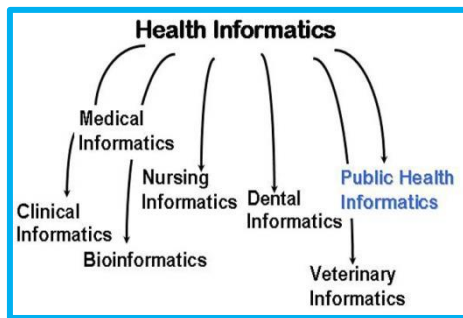 Health Informatics
Medical
Informatics
Nursing
Informatics
Dental
Informatics
Public Health
Informatics
Clinical
Informatics
Bioinformatics
Veterinary
Informatics